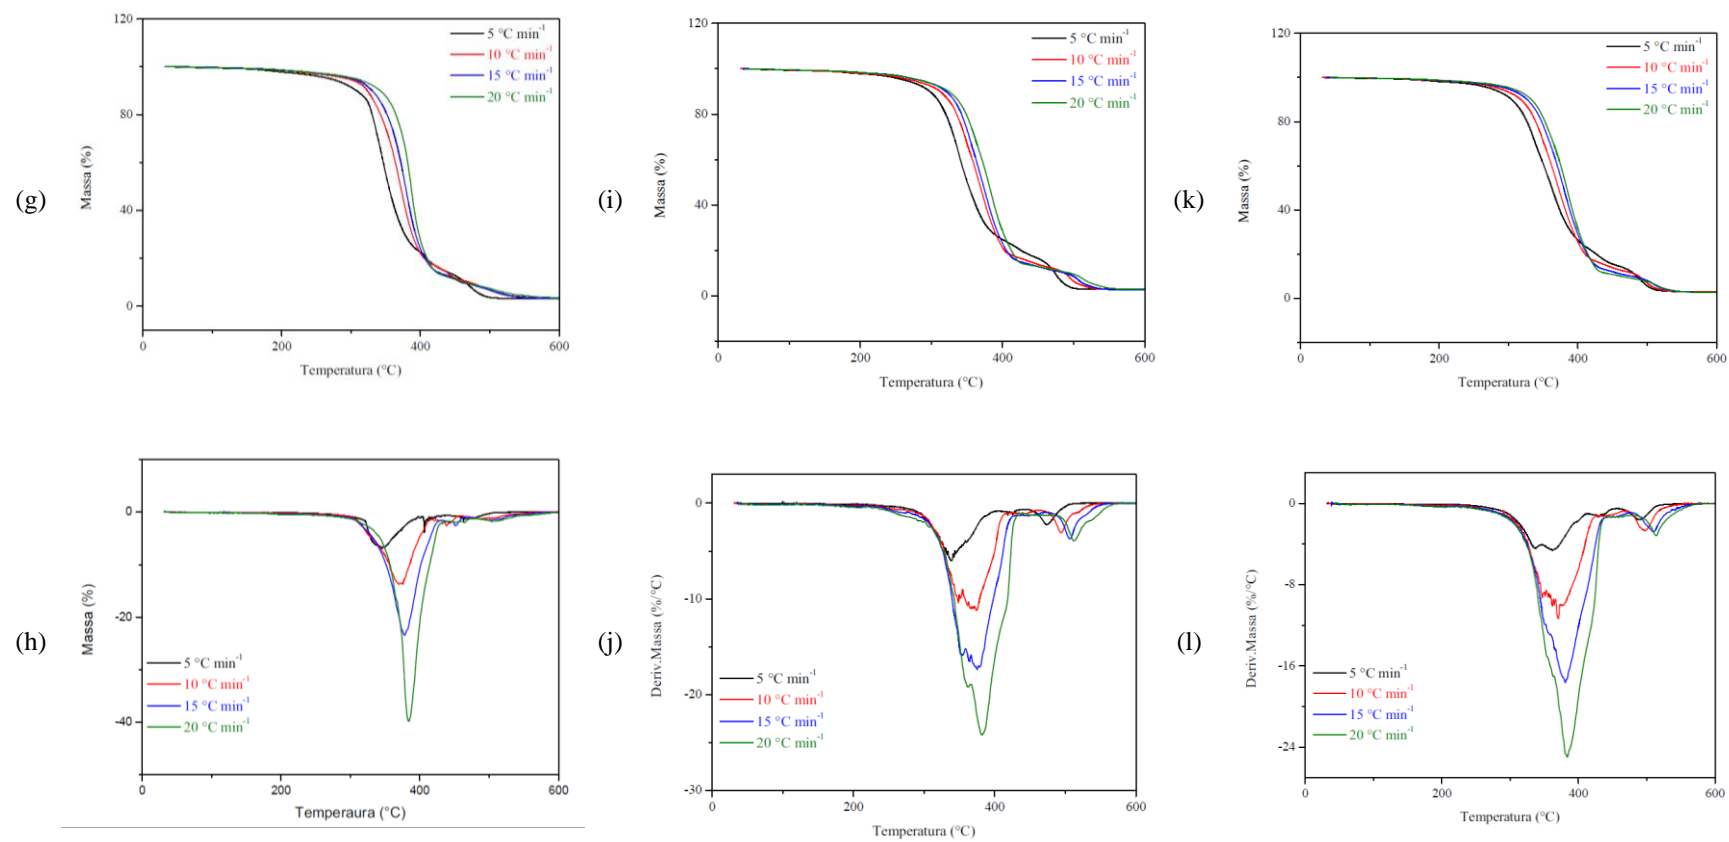 (g)
120
80
40
0
0
200
400
600
Massa (%)
Temperatura (°C)
5 °C min⁻¹
10 °C min⁻¹
15 °C min⁻¹
20 °C min⁻¹
(i)
120
80
40
0
0
200
400
600
Massa (%)
Temperatura (°C)
5 °C min⁻¹
10 °C min⁻¹
15 °C min⁻¹
20 °C min⁻¹
(k)
120
80
40
0
0
200
400
600
Massa (%)
Temperatura (°C)
5 °C min⁻¹
10 °C min⁻¹
15 °C min⁻¹
20 °C min⁻¹
(h)
0
-20
-40
0
200
400
600
Massa (%)
Temperaura (°C)
5 °C min⁻¹
10 °C min⁻¹
15 °C min⁻¹
20 °C min⁻¹
(j)
0
-10
-20
-30
0
200
400
600
Deriv.Massa (%/°C)
Temperatura (°C)
5 °C min⁻¹
10 °C min⁻¹
15 °C min⁻¹
20 °C min⁻¹
(l)
0
-8
-16
-24
0
200
400
600
Deriv.Massa (%/°C)
Temperatura (°C)
5 °C min⁻¹
10 °C min⁻¹
15 °C min⁻¹
20 °C min⁻¹